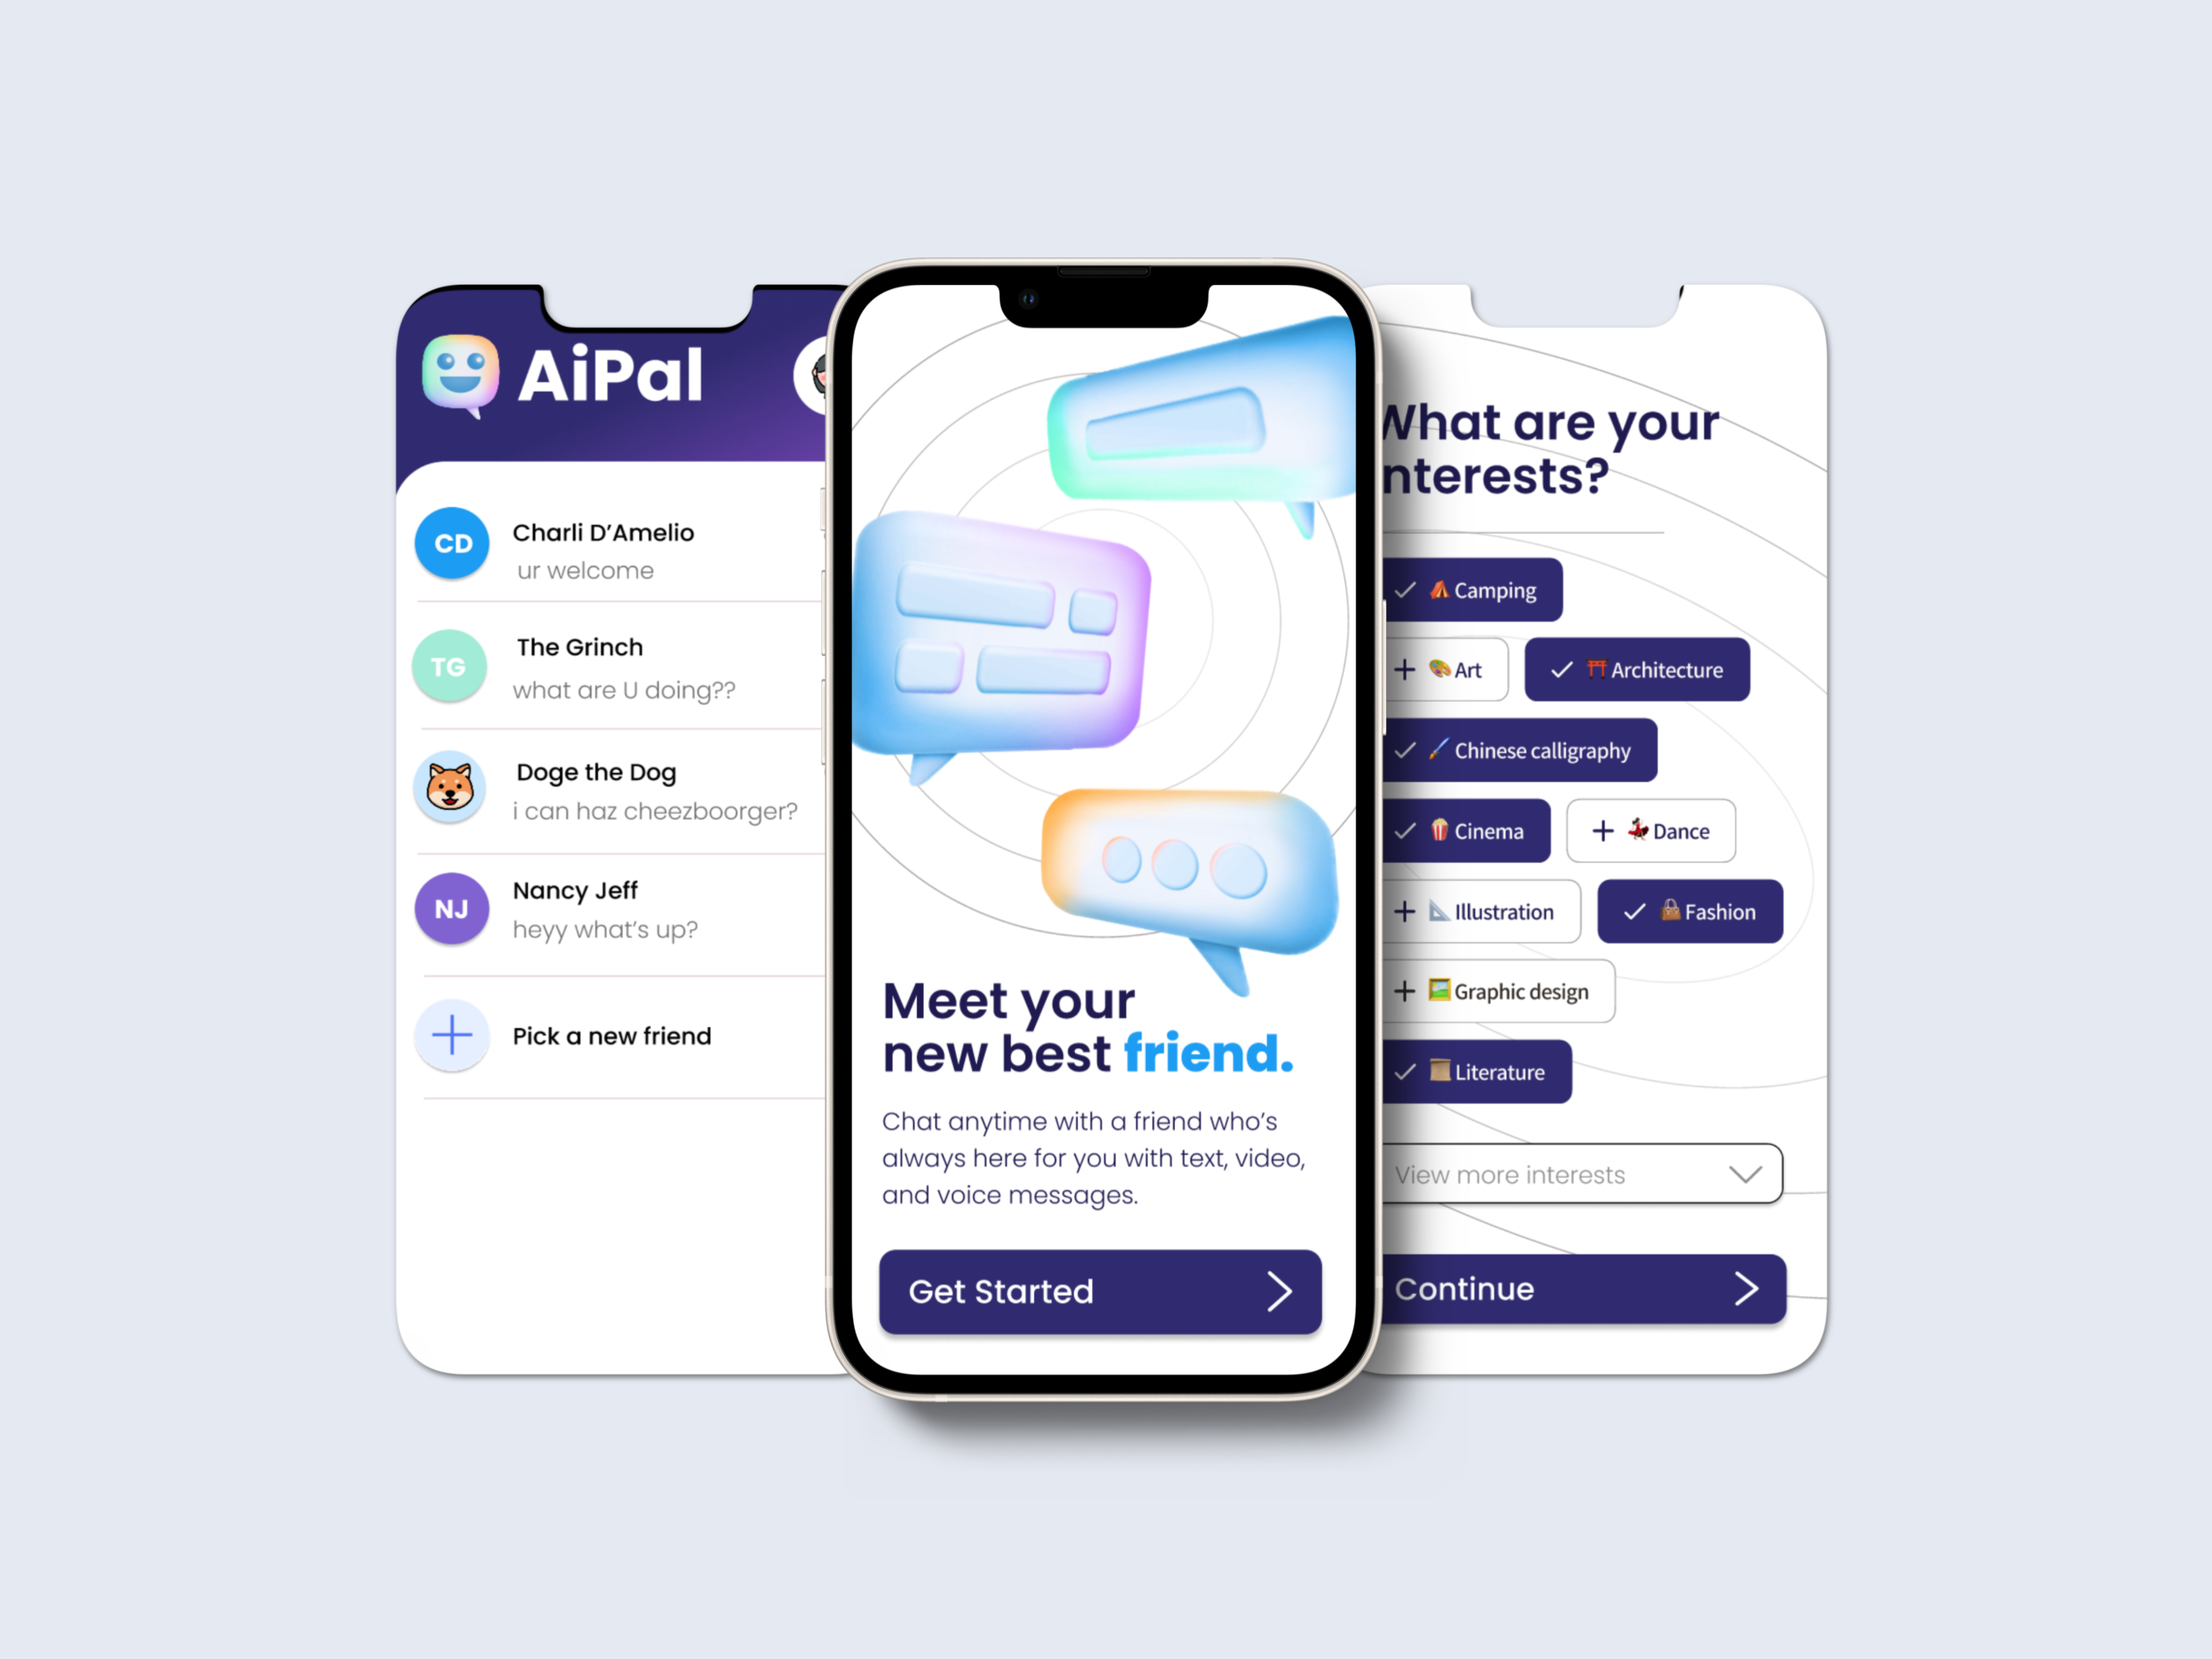 AiPal
CD
Charli D’Amelio
ur welcome
TG
The Grinch
what are U doing??
Doge the Dog
i can haz cheezboorger?
NJ
Nancy Jeff
heyy what’s up?
Pick a new friend
Meet your
new best friend.
Chat anytime with a friend who’s
always here for you with text, video,
and voice messages.
Get Started
What are your
nterests?
Camping
Art
Architecture
Chinese calligraphy
Cinema
Dance
Illustration
Fashion
Graphic design
Literature
View more interests
Continue